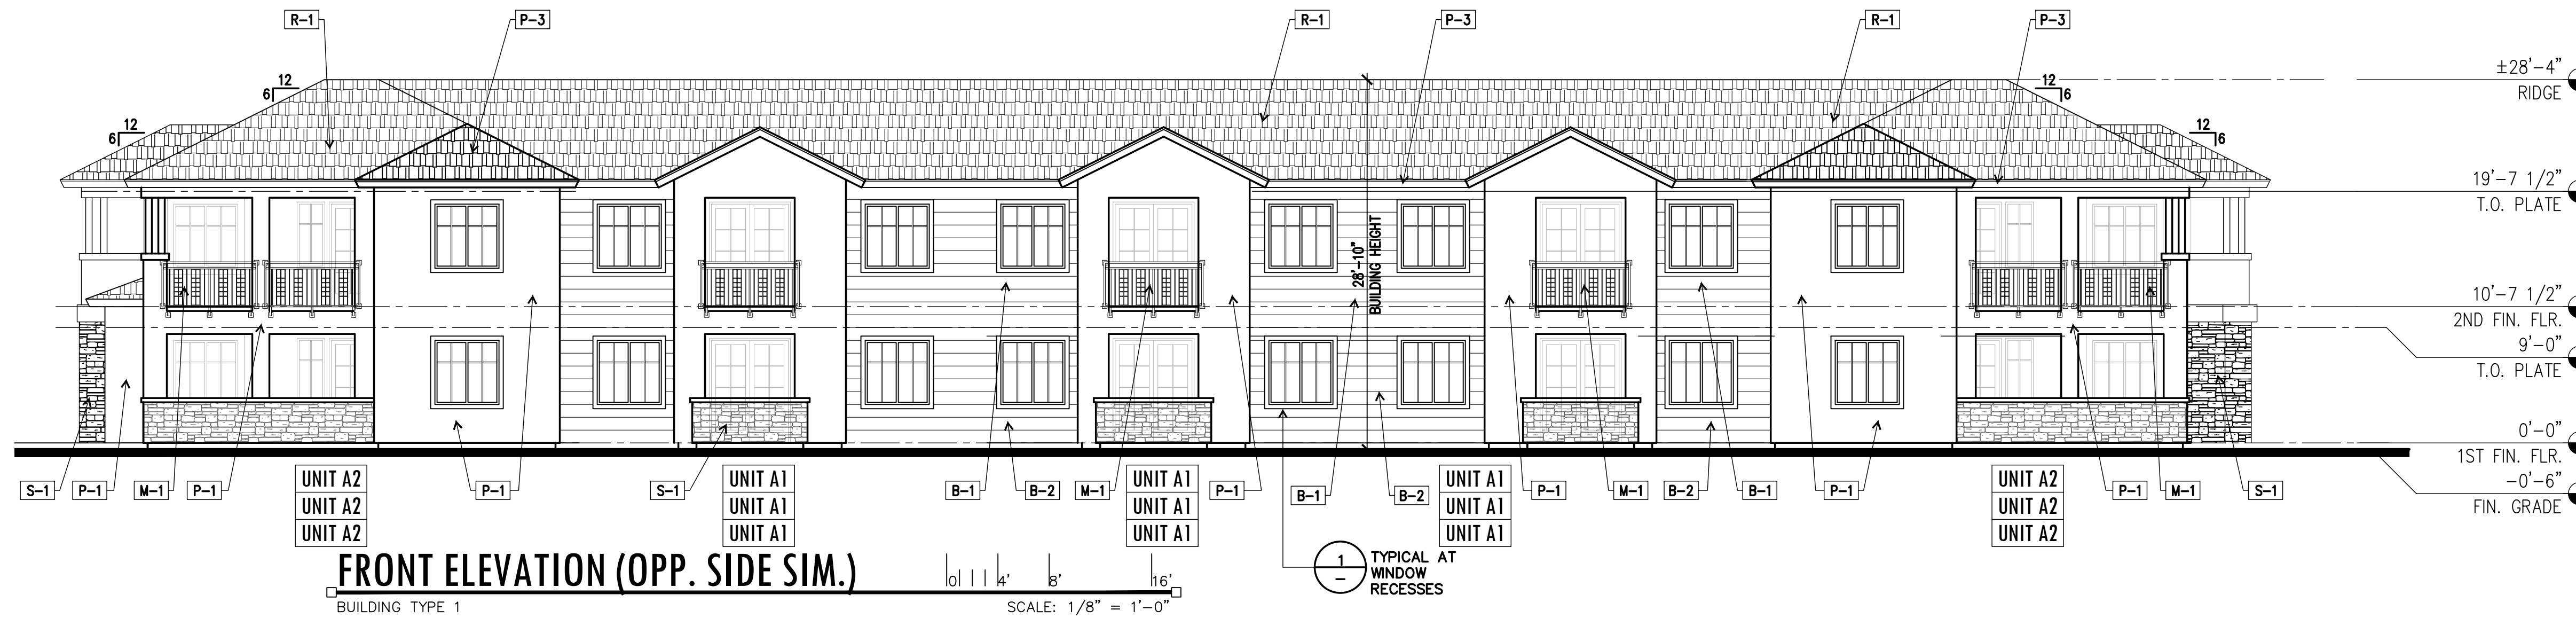 R-1
P-3
R-1
P-3
R-1
P-3
12
6
12
6
12
6
12
6
±28'-4"
RIDGE
19'-7 1/2"
T.O. PLATE
10'-7 1/2"
2ND FIN. FLR.
9'-0"
T.O. PLATE
0'-0"
1ST FIN. FLR.
-0'-6"
FIN. GRADE
28'-10"
BUILDING HEIGHT
S-1
P-1
M-1
P-1
UNIT A2
UNIT A2
UNIT A2
P-1
S-1
UNIT A1
UNIT A1
UNIT A1
B-1
B-2
M-1
UNIT A1
UNIT A1
UNIT A1
P-1
B-1
B-2
UNIT A1
UNIT A1
UNIT A1
P-1
M-1
B-2
B-1
P-1
UNIT A2
UNIT A2
UNIT A2
P-1
M-1
S-1
FRONT ELEVATION (OPP. SIDE SIM.)
0 4' 8' 16'
BUILDING TYPE 1
SCALE: 1/8" = 1'-0"
1
-
TYPICAL AT
WINDOW
RECESSES